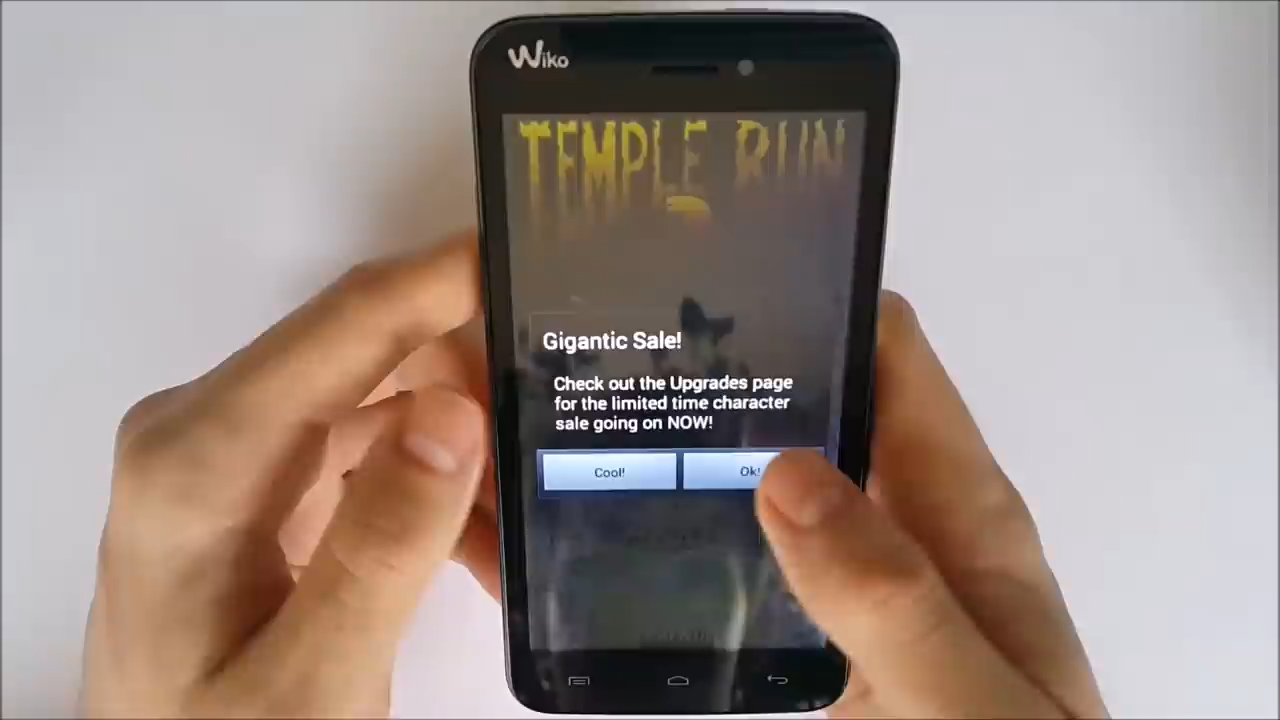 Wiko
TEMPLE RUN
2
Gigantic Sale!
Check out the Upgrades page
for the limited time character
sale going on NOW!
Cool!
Ok!